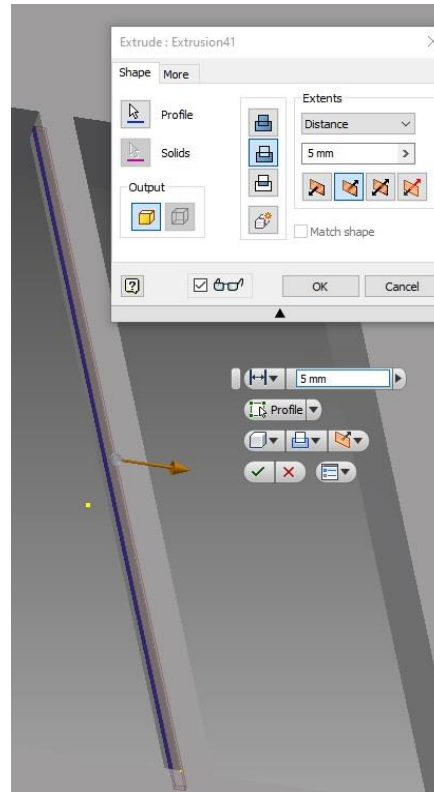 Extrude : Extrusion41
Shape More
Extents
Profile
Distance
Solids
5 mm
Output
Match shape
OK Cancel
5 mm
Profile